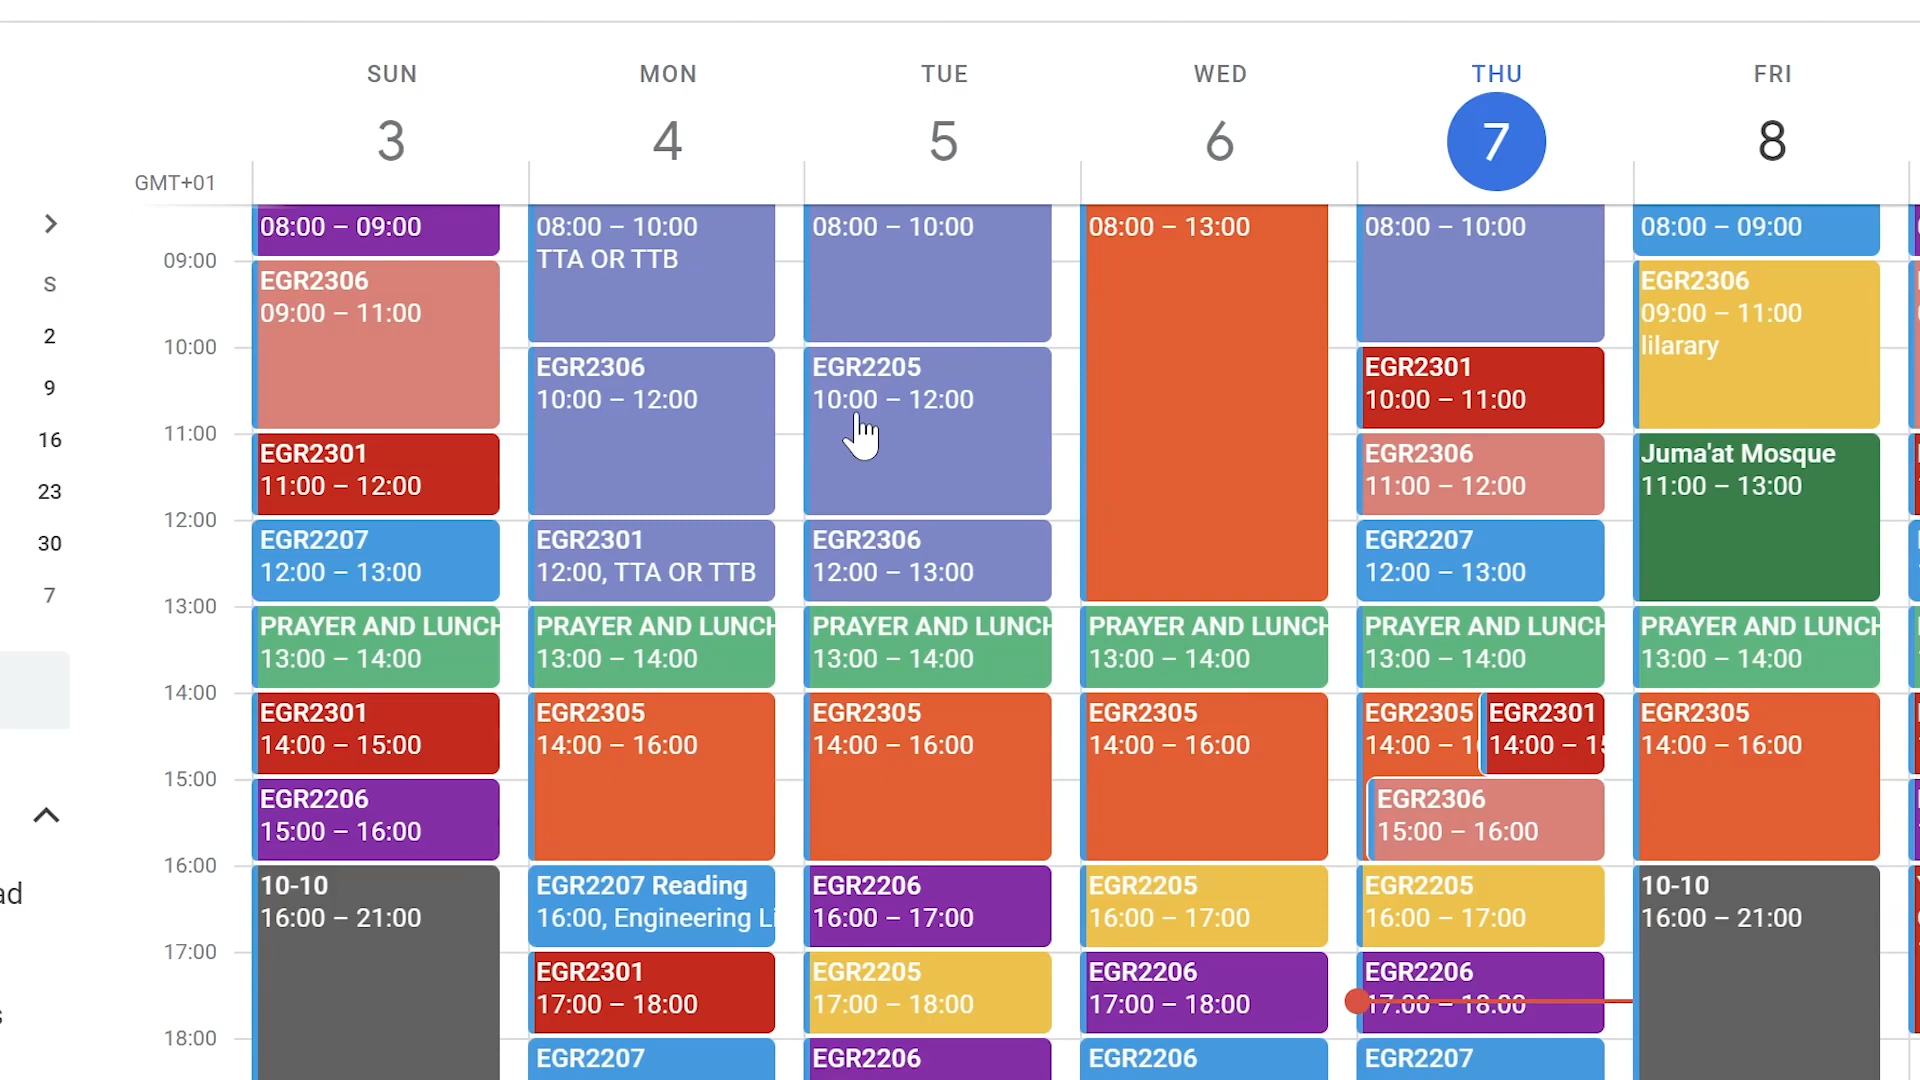 SUN
3
MON
4
TUE
5
WED
6
THU
7
FRI
8
GMT+01
S
2
9
16
23
30
7
ad
09:00
10:00
11:00
12:00
13:00
14:00
15:00
16:00
17:00
18:00
08:00 – 09:00
EGR2306
09:00 – 11:00
EGR2301
11:00 – 12:00
EGR2207
12:00 – 13:00
PRAYER AND LUNCH
13:00 – 14:00
EGR2301
14:00 – 15:00
EGR2206
15:00 – 16:00
10-10
16:00 – 21:00
08:00 – 10:00
TTA OR TTB
EGR2306
10:00 – 12:00
EGR2301
12:00, TTA OR TTB
PRAYER AND LUNCH
13:00 – 14:00
EGR2305
14:00 – 16:00
EGR2207 Reading
16:00, Engineering Li
EGR2301
17:00 – 18:00
EGR2207
08:00 – 10:00
EGR2205
10:00 – 12:00
EGR2306
12:00 – 13:00
PRAYER AND LUNCH
13:00 – 14:00
EGR2305
14:00 – 16:00
EGR2206
16:00 – 17:00
EGR2205
17:00 – 18:00
EGR2206
08:00 – 13:00
PRAYER AND LUNCH
13:00 – 14:00
EGR2305
14:00 – 16:00
EGR2205
16:00 – 17:00
EGR2206
17:00 – 18:00
EGR2206
08:00 – 10:00
EGR2301
10:00 – 11:00
EGR2306
11:00 – 12:00
EGR2207
12:00 – 13:00
PRAYER AND LUNCH
13:00 – 14:00
EGR2305
14:00 – 1
EGR2301
14:00 – 15
EGR2306
15:00 – 16:00
EGR2205
16:00 – 17:00
EGR2206
17:00 – 18:00
EGR2207
08:00 – 09:00
EGR2306
09:00 – 11:00
lilarary
Juma'at Mosque
11:00 – 13:00
PRAYER AND LUNCH
13:00 – 14:00
EGR2305
14:00 – 16:00
10-10
16:00 – 21:00